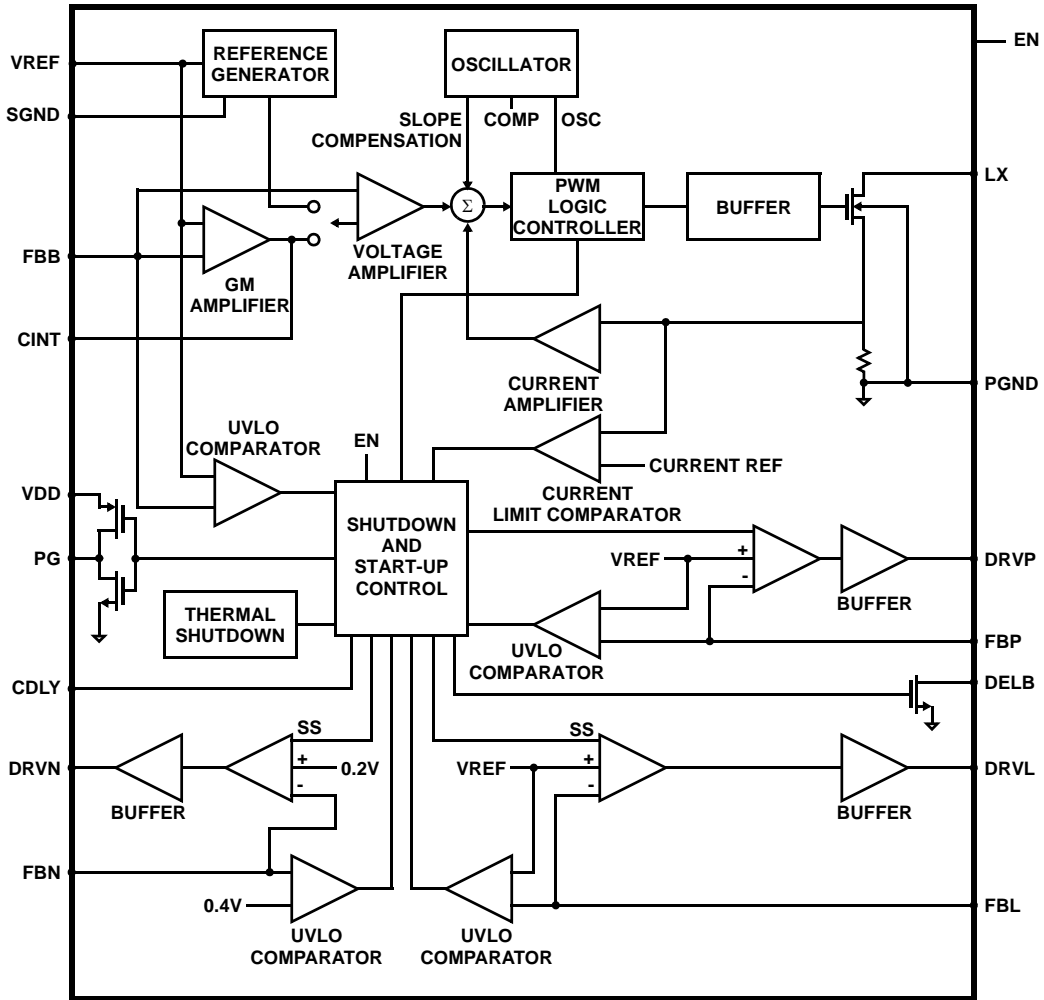 EN
VREF
REFERENCE
GENERATOR
OSCILLATOR
SGND
SLOPE
COMPENSATION
COMP
OSC
LX
PWM
LOGIC
CONTROLLER
BUFFER
Σ
VOLTAGE
AMPLIFIER
FBB
GM
AMPLIFIER
CINT
CURRENT
AMPLIFIER
PGND
UVLO
COMPARATOR
EN
CURRENT REF
CURRENT
LIMIT COMPARATOR
VDD
SHUTDOWN
AND
START-UP
CONTROL
PG
VREF
+
-
BUFFER
DRVP
THERMAL
SHUTDOWN
UVLO
COMPARATOR
FBP
CDLY
DELB
SS
+
-
0.2V
DRVN
BUFFER
SS
VREF
+
-
BUFFER
DRVL
FBN
0.4V
UVLO
COMPARATOR
UVLO
COMPARATOR
FBL